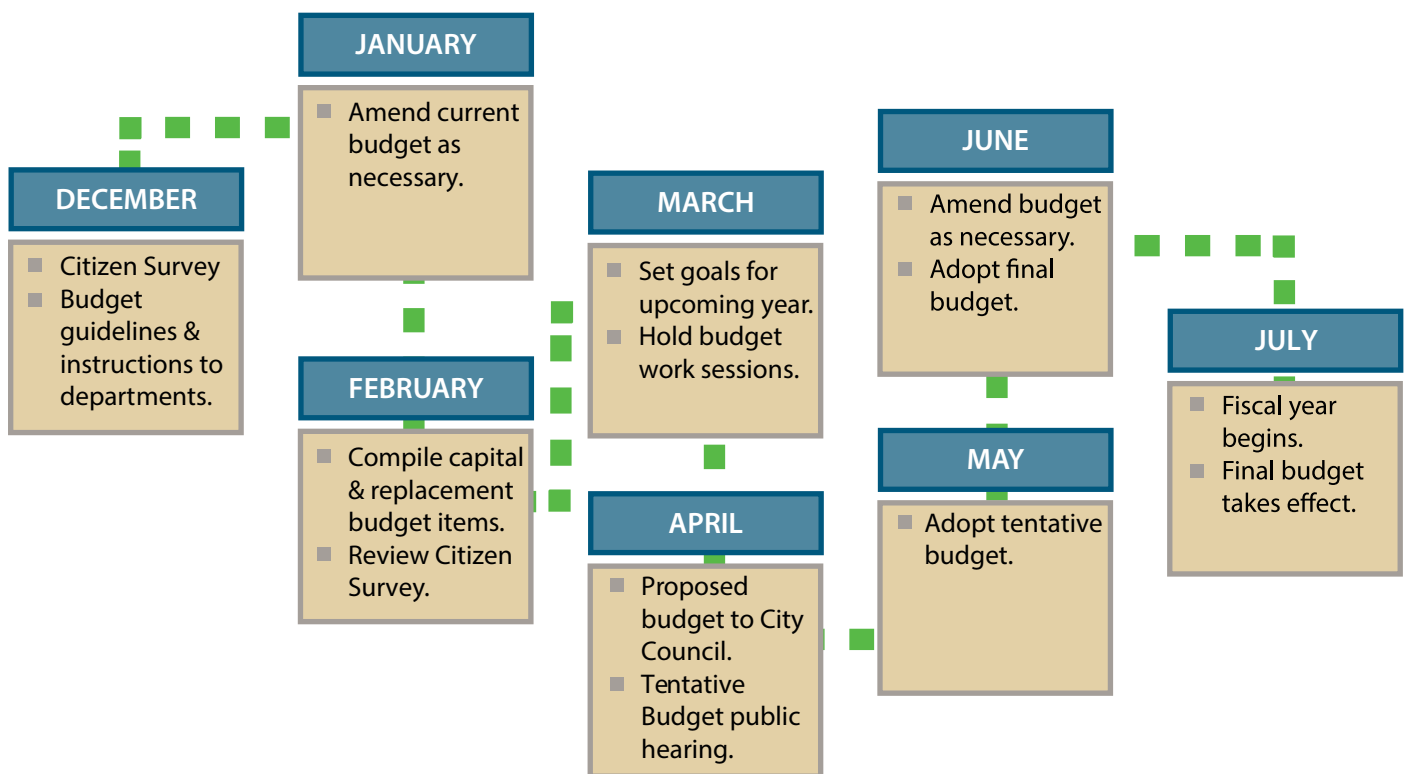 DECEMBER
Citizen Survey
Budget
guidelines &
instructions to
departments.
JANUARY
Amend current
budget as
necessary.
FEBRUARY
Compile capital
& replacement
budget items.
Review Citizen
Survey.
MARCH
Set goals for
upcoming year.
Hold budget
work sessions.
APRIL
Proposed
budget to City
Council.
Tentative
Budget public
hearing.
MAY
Adopt tentative
budget.
JUNE
Amend budget
as necessary.
Adopt final
budget.
JULY
Fiscal year
begins.
Final budget
takes effect.